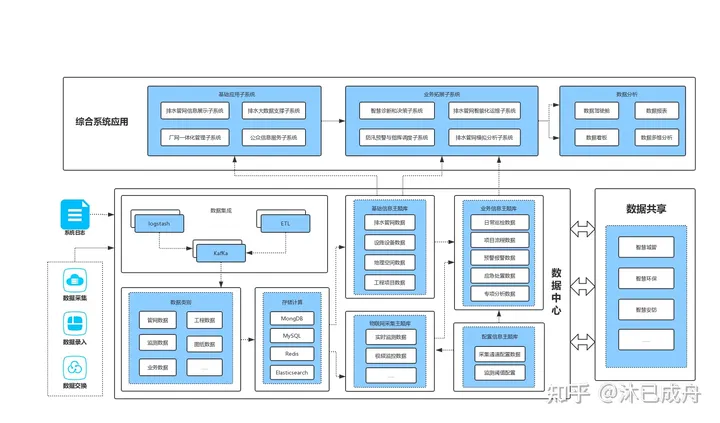 综合系统应用
基础应用子系统
排水管网信息展示子系统
排水大数据支撑子系统
厂网一体化管理子系统
公众信息服务子系统
业务拓展子系统
智慧诊断和决策子系统
排水管网智能化运维子系统
防汛预警与指挥调度子系统
排水管网模拟分析子系统
数据分析
数据驾驶舱
数据报表
数据看板
数据多维分析
系统日志
数据采集
数据录入
数据交换
数据集成
logstash
ETL
Kafka
数据类别
管网数据
工程数据
监测数据
图纸数据
业务数据
......
存储计算
MongDB
MySQL
Redis
Elasticsearch
基础信息主题库
排水管网数据
设施设备数据
地理空间数据
工程项目数据
物联网采集主题库
实时监测数据
视频监控数据
......
业务信息主题库
日常巡检数据
项目流程数据
预警报警数据
应急处置数据
专项分析数据
配置信息主题库
采集通道配置数据
监测阈值配置
数据中心
数据共享
智慧城管
智慧环保
智慧安防
......
知乎 @沐已成舟